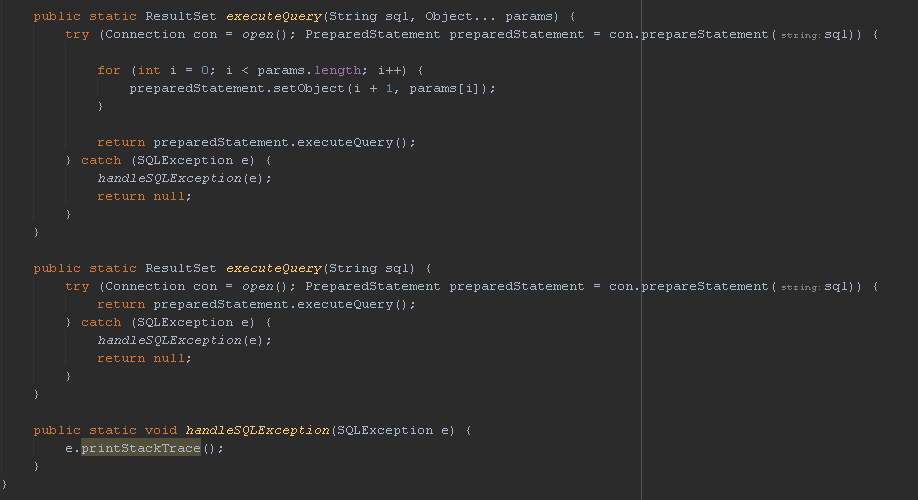 public static ResultSet executeQuery(String sql, Object... params) {
try (Connection con = open(); PreparedStatement preparedStatement = con.prepareStatement( string: sql)) {
for (int i = 0; i < params.length; i++) {
preparedStatement.setObject(i + 1, params[i]);
}
return preparedStatement.executeQuery();
} catch (SQLException e) {
handleSQLException(e);
return null;
}
}
public static ResultSet executeQuery(String sql) {
try (Connection con = open(); PreparedStatement preparedStatement = con.prepareStatement( string: sql)) {
return preparedStatement.executeQuery();
} catch (SQLException e) {
handleSQLException(e);
return null;
}
}
public static void handleSQLException(SQLException e) {
e.printStackTrace();
}
}